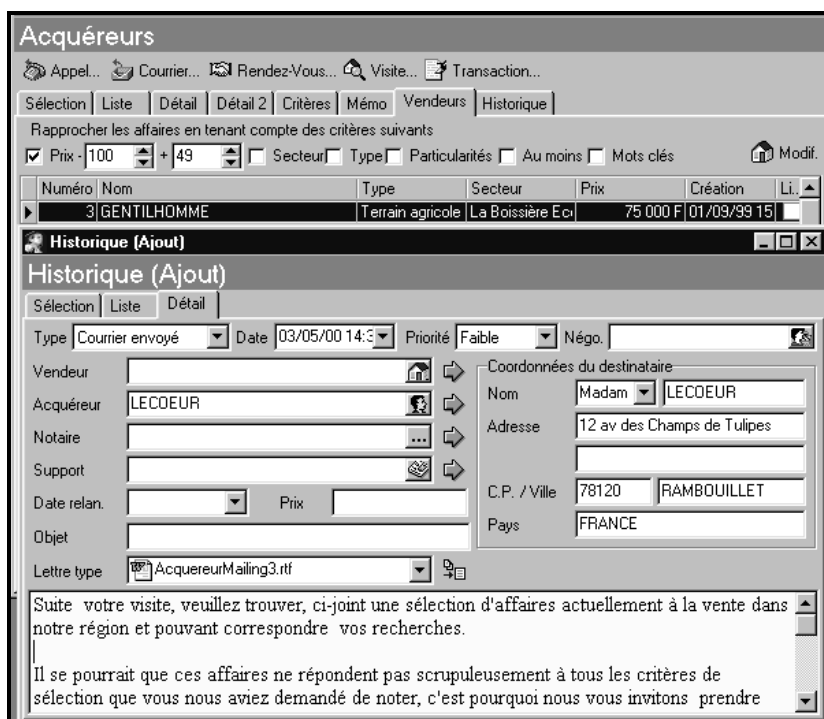 Acquéreurs
Appel... Courrier... Rendez-Vous... Visite... Transaction...
Sélection Liste Détail Détail 2 Critères Mémo Vendeurs Historique
Rapprocher les affaires en tenant compte des critères suivants
Prix - 100 + 49 Secteur Type Particularités Au moins Mots clés Modif.
Numéro Nom Type Secteur Prix Création Li..
3 GENTILHOMME Terrain agricole La Boissière Ec 75 000 F 01/09/99 15
Historique (Ajout)
Historique (Ajout)
Sélection Liste Détail
Type Courrier envoyé Date 03/05/00 14:3 Priorité Faible Négo.
Vendeur
Acquéreur LECOEUR
Notaire ...
Support
Date relan. Prix
Objet
Lettre type AcquereurMailing3.rtf
Coordonnées du destinataire
Nom Madam LECOEUR
Adresse 12 av des Champs de Tulipes
C.P. / Ville 78120 RAMBOUILLET
Pays FRANCE
Suite  votre visite, veuillez trouver, ci-joint une sélection d'affaires actuellement à la vente dans
notre région et pouvant correspondre  vos recherches.
Il se pourrait que ces affaires ne répondent pas scrupuleusement à tous les critères de
sélection que vous nous aviez demandé de noter, c'est pourquoi nous vous invitons  prendre